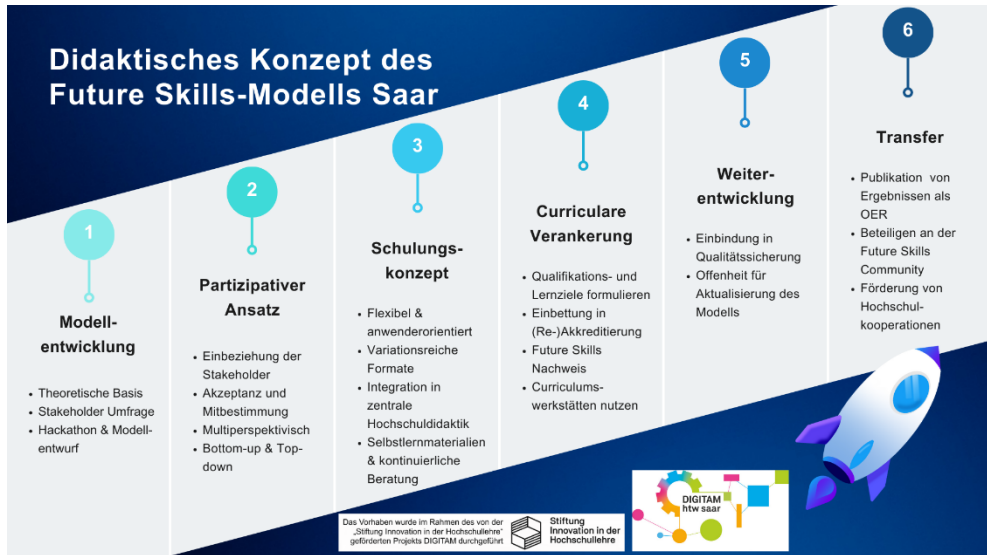 Didaktisches Konzept des
Future Skills-Modells Saar
1
Modell-
entwicklung
• Theoretische Basis
• Stakeholder Umfrage
• Hackathon & Modell-
entwurf
2
Partizipativer
Ansatz
• Einbeziehung der
Stakeholder
• Akzeptanz und
Mitbestimmung
• Multiperspektivisch
• Bottom-up & Top-
down
3
Schulungs-
konzept
• Flexibel &
anwenderorientiert
• Variationsreiche
Formate
• Integration in
zentrale
Hochschuldidaktik
• Selbstlernmaterialien
& kontinuierliche
Beratung
4
Curriculare
Verankerung
• Qualifikations- und
Lernziele formulieren
• Einbettung in
(Re-)Akkreditierung
• Future Skills
Nachweis
• Curriculums-
werkstätten nutzen
5
Weiter-
entwicklung
• Einbindung in
Qualitätssicherung
• Offenheit für
Aktualisierung des
Modells
6
Transfer
• Publikation von
Ergebnissen als
OER
• Beteiligen an der
Future Skills
Community
• Förderung von
Hochschul-
kooperationen
Das Vorhaben wurde im Rahmen des von der
„Stiftung Innovation in der Hochschullehre"
geförderten Projekts DIGITAM durchgeführt
Stiftung
Innovation in der
Hochschullehre
DIGITAM
htw saar